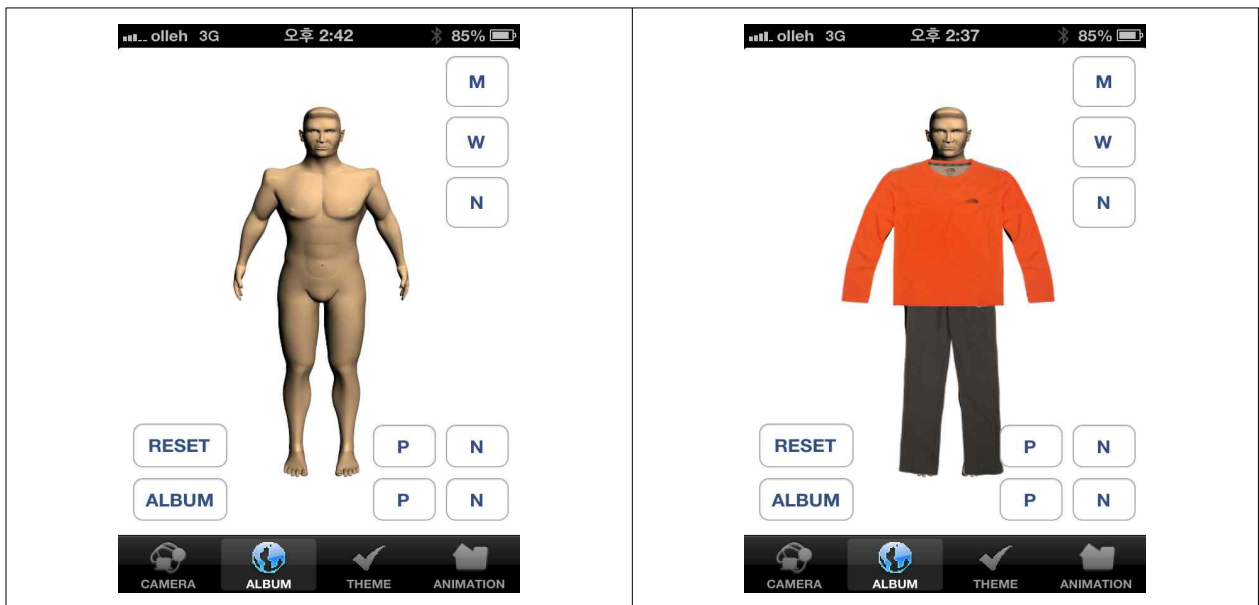 olleh 3G 오후 2:42 85%
M
W
N
RESET P N
ALBUM P N
CAMERA ALBUM THEME ANIMATION
olleh 3G 오후 2:37 85%
M
W
N
RESET P N
ALBUM P N
CAMERA ALBUM THEME ANIMATION